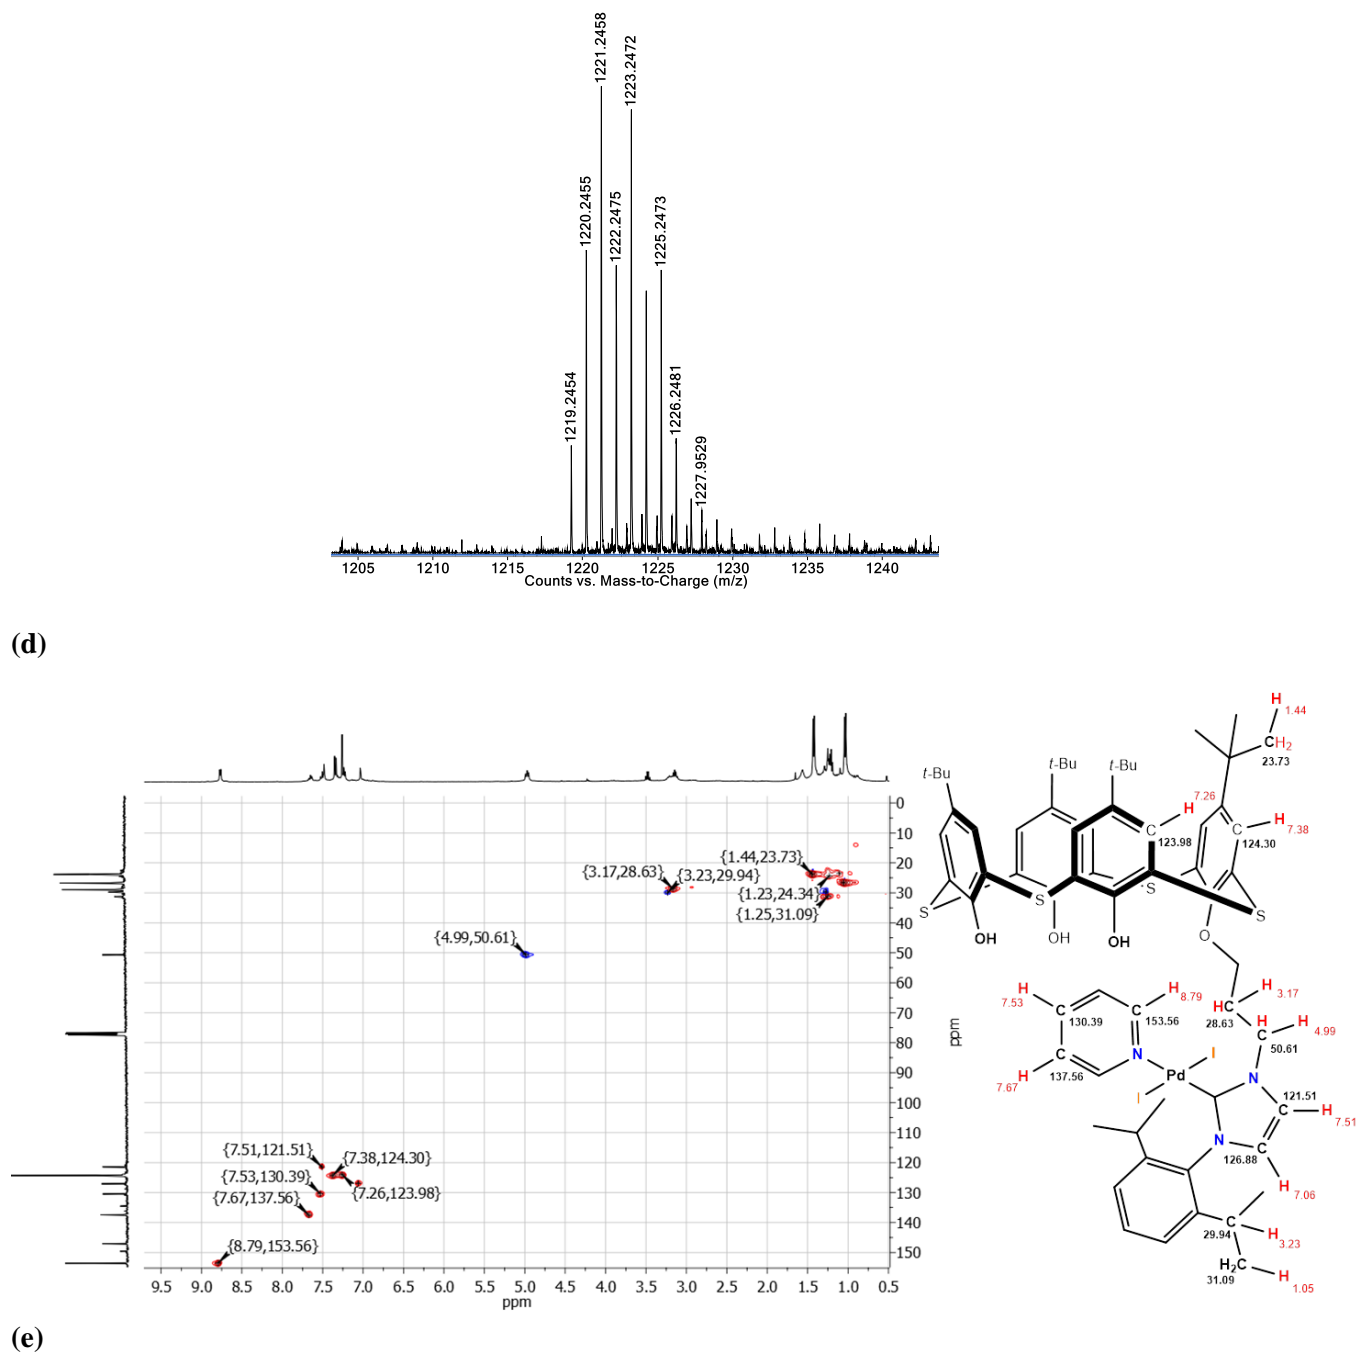 1221.2458
1223.2472
1220.2455
1222.2475
1225.2473
1219.2454
1226.2481
1227.9529
1205 1210 1215 1220 1225 1230 1235 1240
Counts vs. Mass-to-Charge (m/z)
(d)
{1.44,23.73}
{3.17,28.63} {3.23,29.94}
{1.23,24.34}
{1.25,31.09}
{4.99,50.61}
{7.51,121.51} {7.38,124.30}
{7.53,130.39} {7.26,123.98}
{7.67,137.56}
{8.79,153.56}
0
10
20
30
40
50
60
70
80
90
100
110
120
130
140
150
ppm
9.5 9.0 8.5 8.0 7.5 7.0 6.5 6.0 5.5 5.0 4.5 4.0 3.5 3.0 2.5 2.0 1.5 1.0 0.5
ppm
H 1.44
CH2
23.73
t-Bu t-Bu t-Bu
H 7.26
C H 7.38
C 123.98 124.30
S S S S
OH OH OH O
H H 3.17
H 7.53 H 8.79
C 130.39 C 153.56
28.63 C H H 4.99
C 50.61
C 137.56 N I
H 7.67 Pd N 121.51
I C H 7.51
N C
126.88
H 7.06
C H 3.23
29.94
H2C H 1.05
31.09
(e)